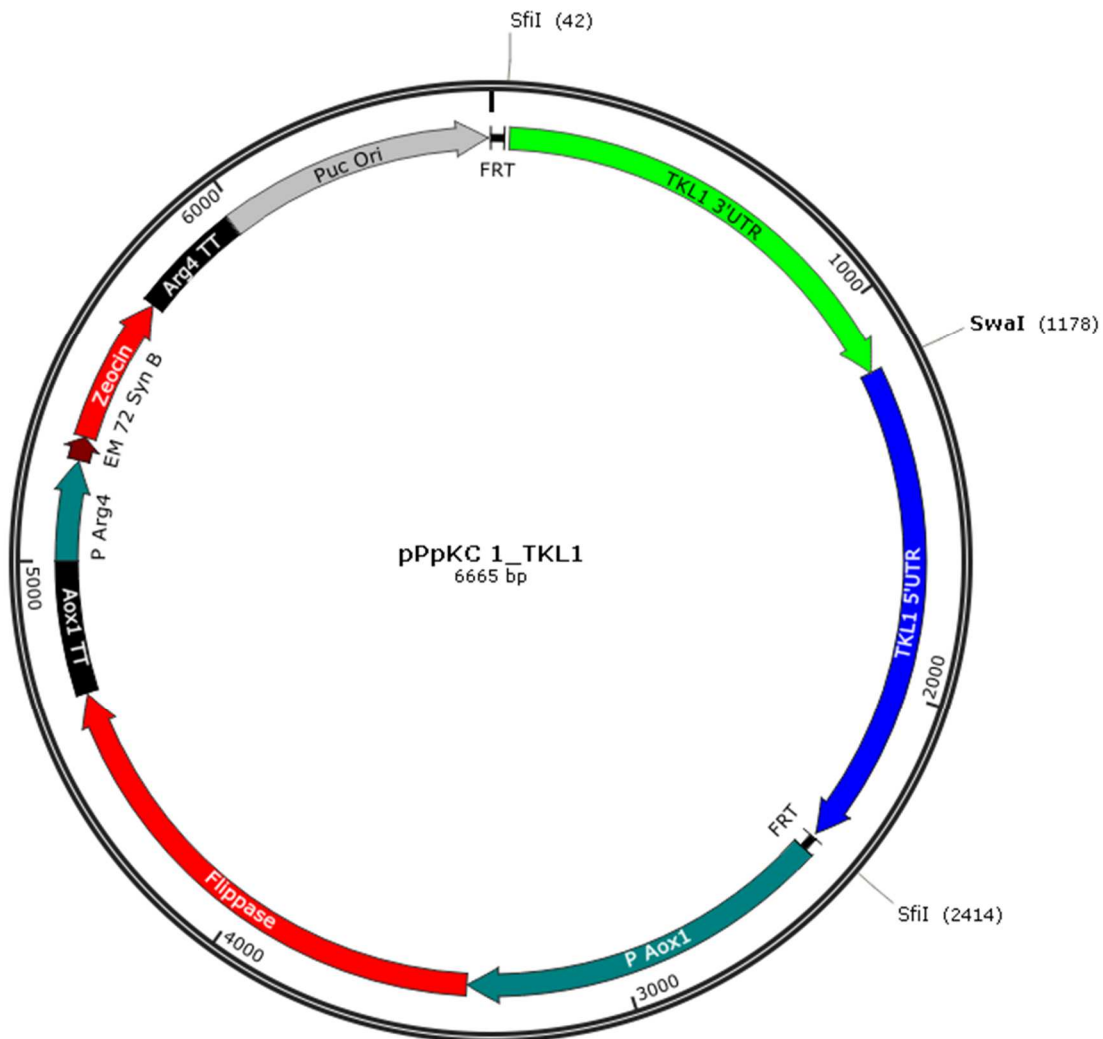 SfiI (42)
FRT
TKL1 3'UTR
1000
SwaI (1178)
TKL1 5'UTR
2000
FRT
SfiI (2414)
P Aox1
3000
Flippase
4000
Aox1 TT
5000
P Arg4
EM 72 Syn B
Zeocin
Arg4 TT
6000
Puc Ori
pPpKC 1_TKL1
6665 bp